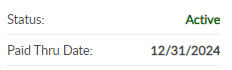 Status: Active
Paid Thru Date: 12/31/2024